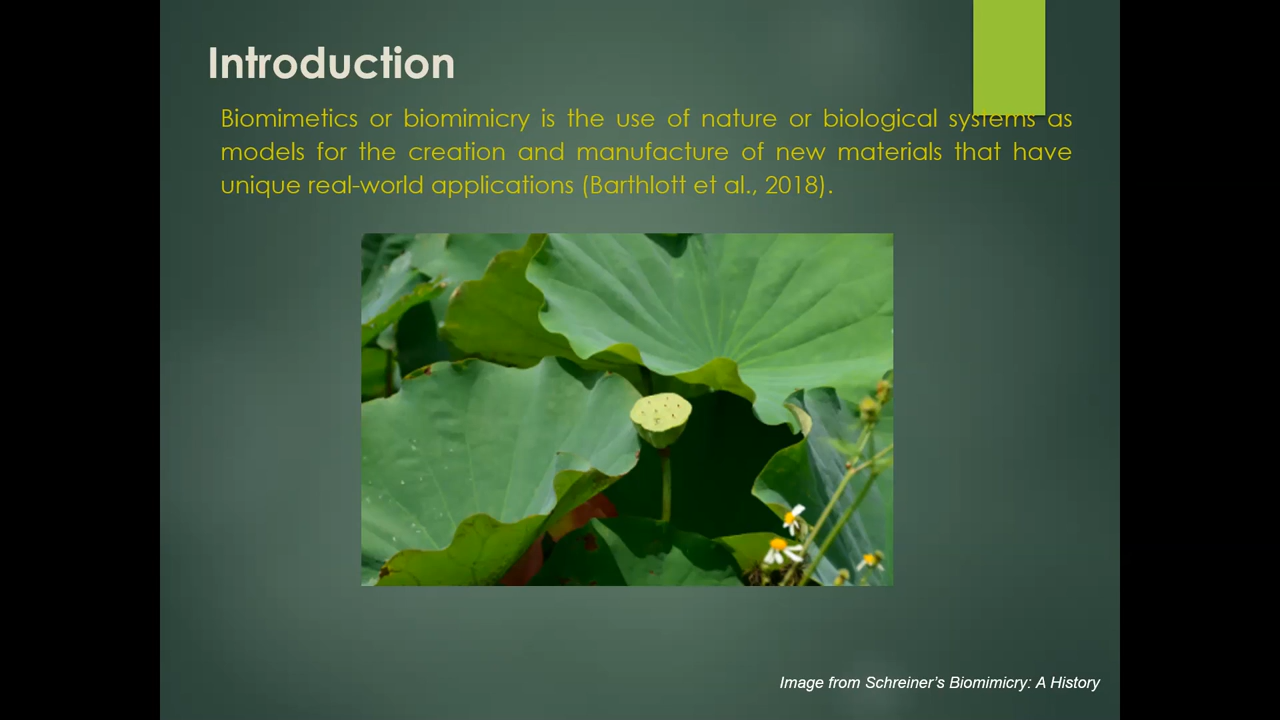 Introduction
Biomimetics or biomimicry is the use of nature or biological systems as
models for the creation and manufacture of new materials that have
unique real-world applications (Barthlott et al., 2018).
Image from Schreiner's Biomimicry: A History